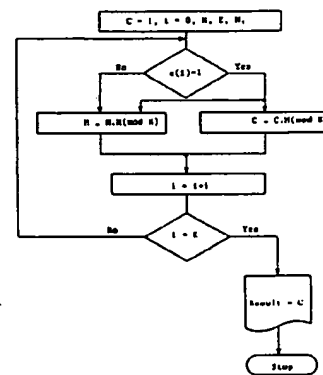 C = 1, i = 0, M, E, N,
No
Yes
e(i)=1
M = M.M(mod N)
C = C.M(mod N
i = i+1
No
i = K
Yes
Result = C
Stop